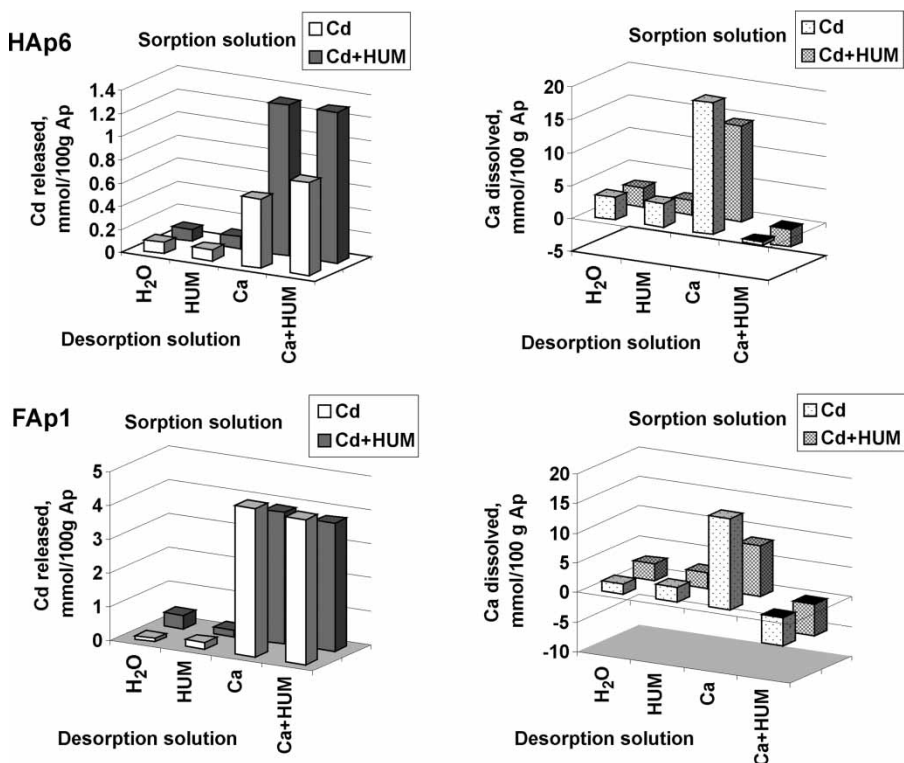 HAp6
Sorption solution
Cd
Cd+HUM
Cd released,
mmol/100g Ap
1.4
1.2
1
0.8
0.6
0.4
0.2
0
H2O
HUM
Ca
Ca+HUM
Desorption solution
Sorption solution
Cd
Cd+HUM
Ca dissolved,
mmol/100 g Ap
20
15
10
5
0
-5
H2O
HUM
Ca
Ca+HUM
Desorption solution
FAp1
Sorption solution
Cd
Cd+HUM
Cd released,
mmol/100g Ap
5
4
3
2
1
0
H2O
HUM
Ca
Ca+HUM
Desorption solution
Sorption solution
Cd
Cd+HUM
Ca dissolved,
mmol/100 g Ap
20
15
10
5
0
-5
-10
H2O
HUM
Ca
Ca+HUM
Desorption solution